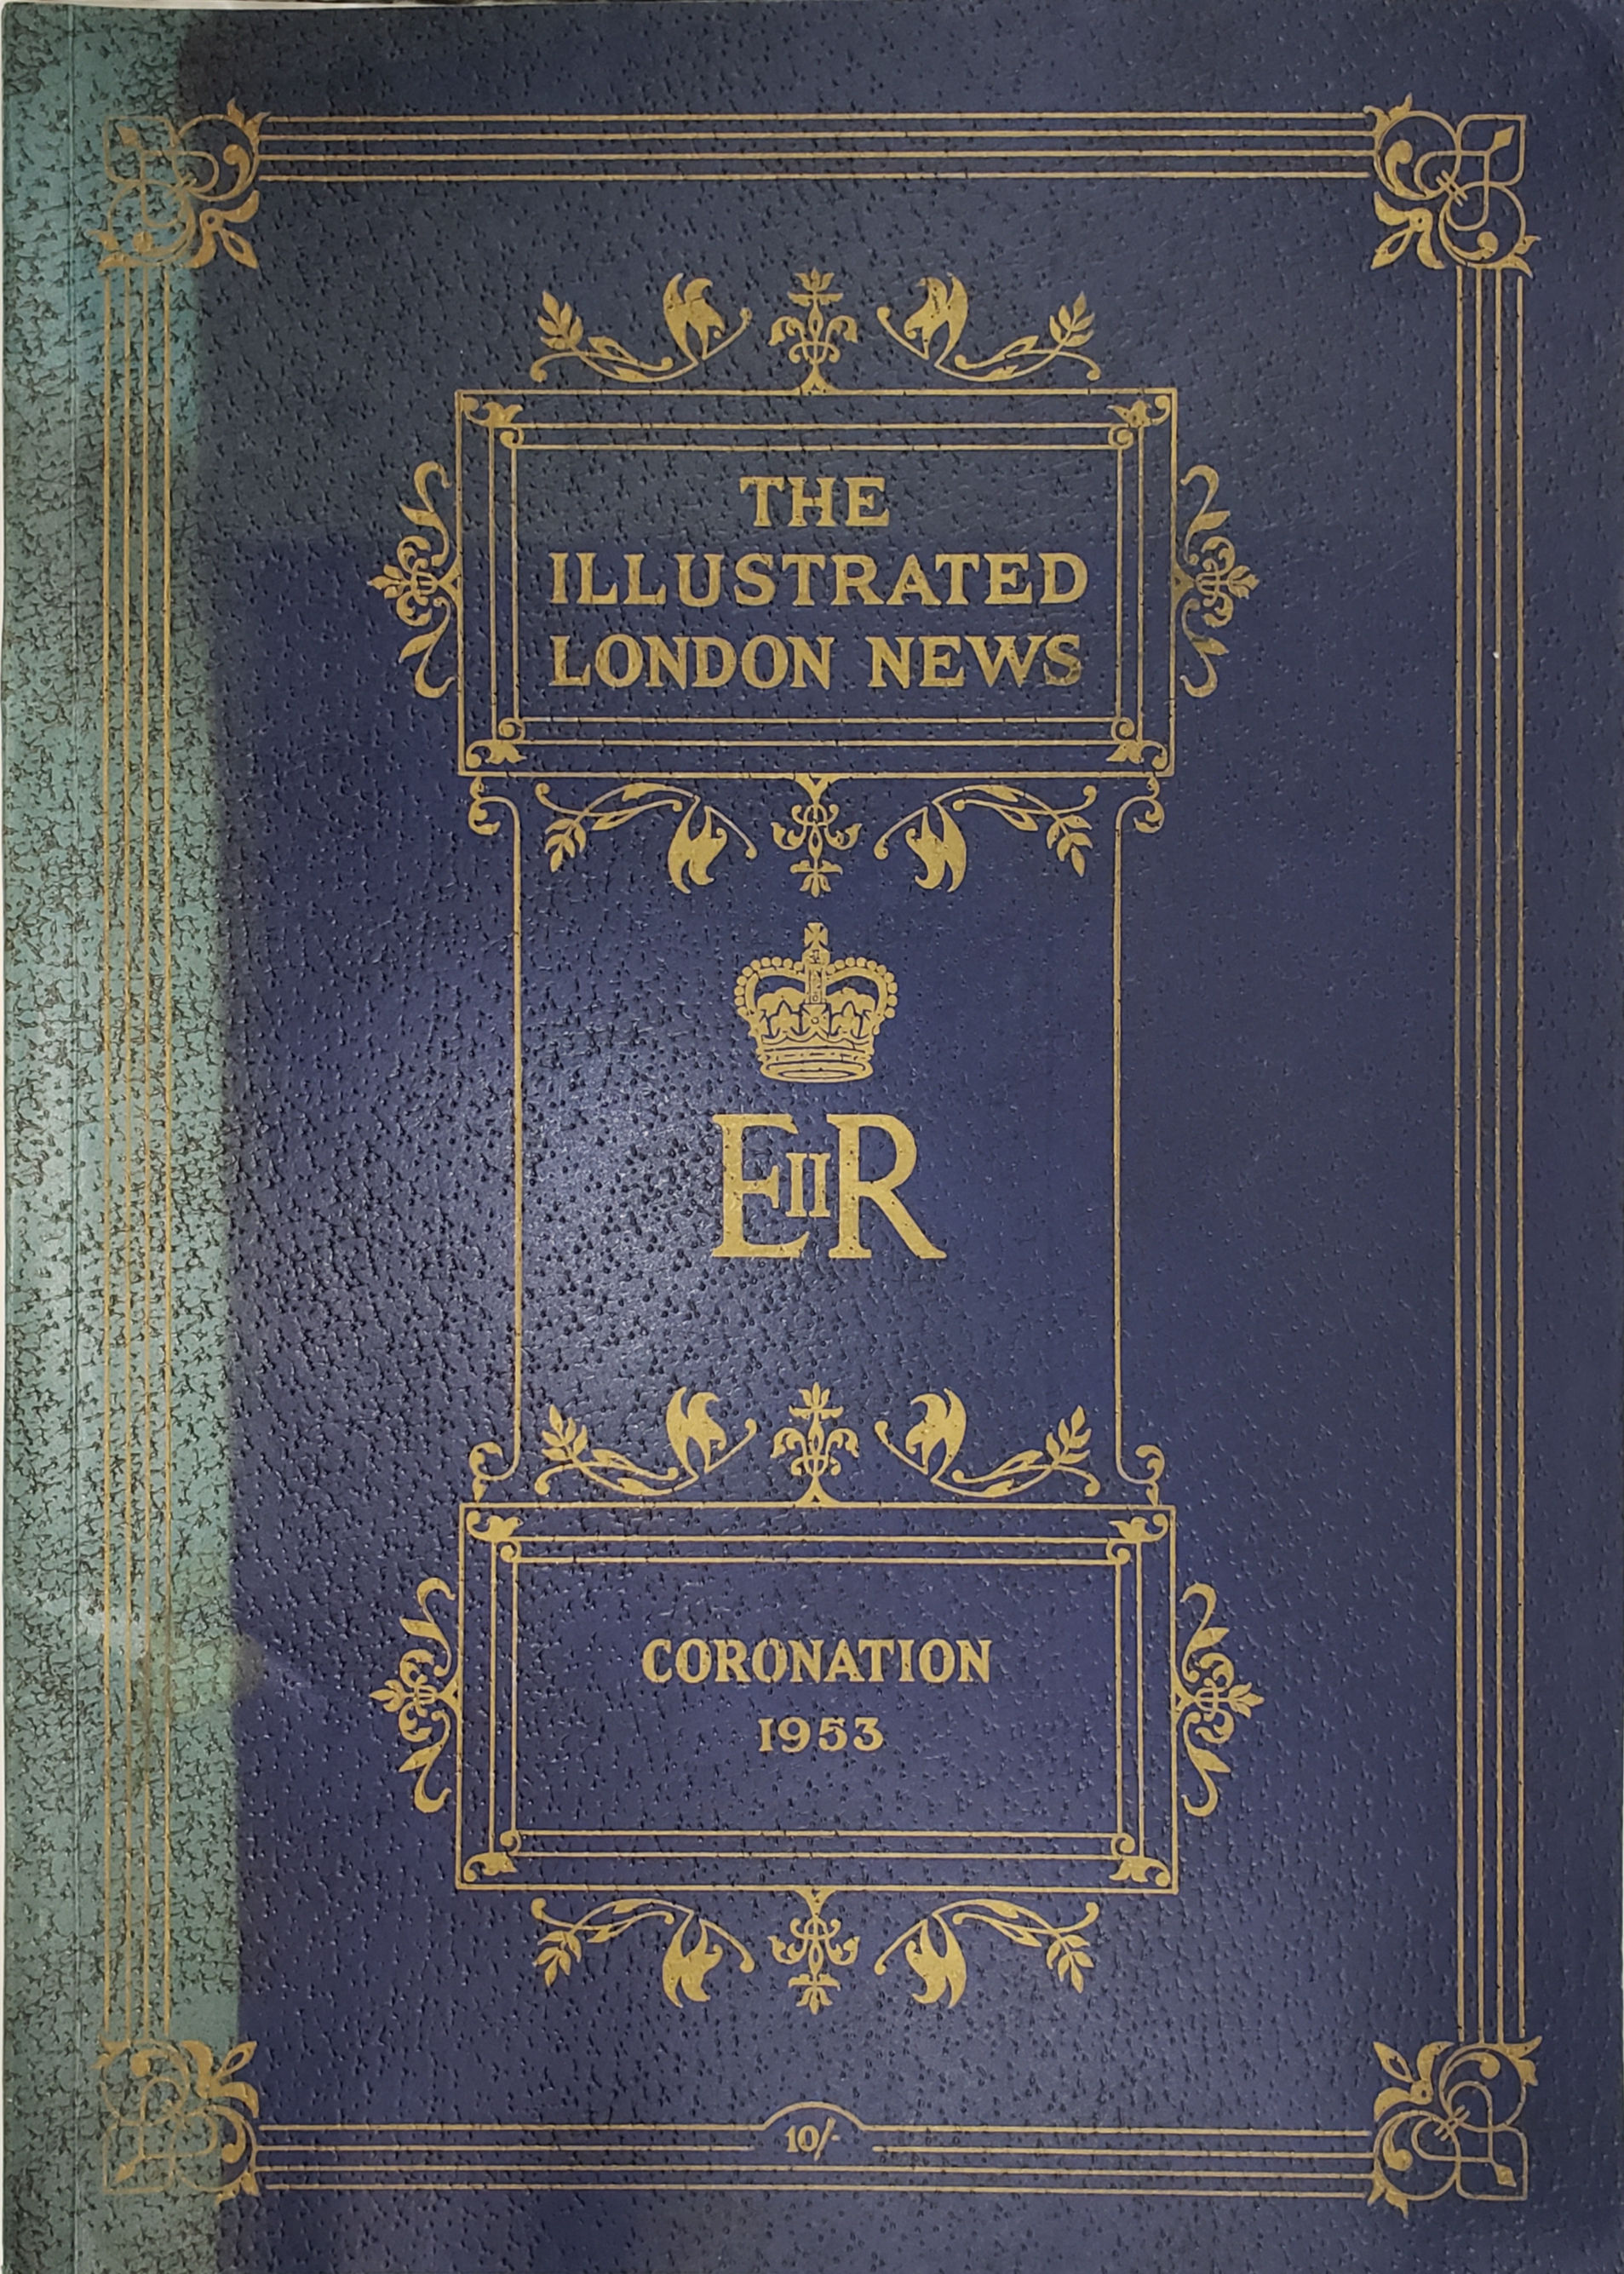 THE
ILLUSTRATED
LONDON NEWS
EIIR
CORONATION
1953
10/-